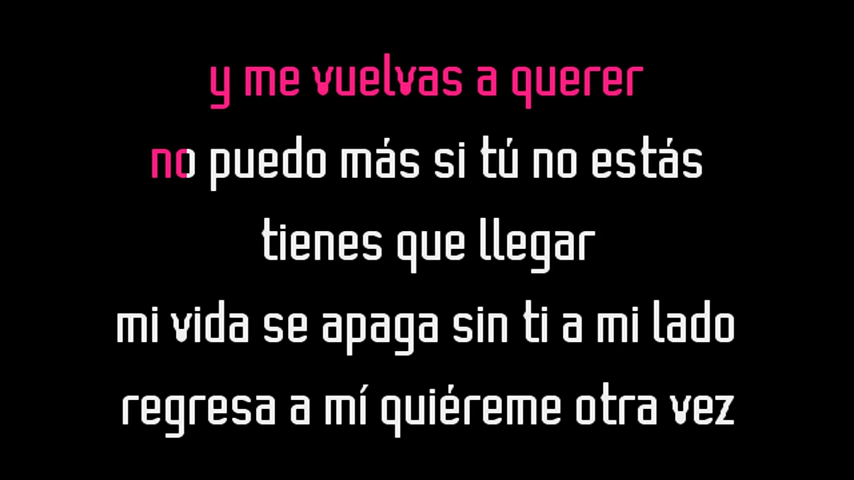 y me vuelvas a querer
no puedo más si tú no estás
tienes que llegar
mi vida se apaga sin ti a mi lado
regresa a mí quiéreme otra vez